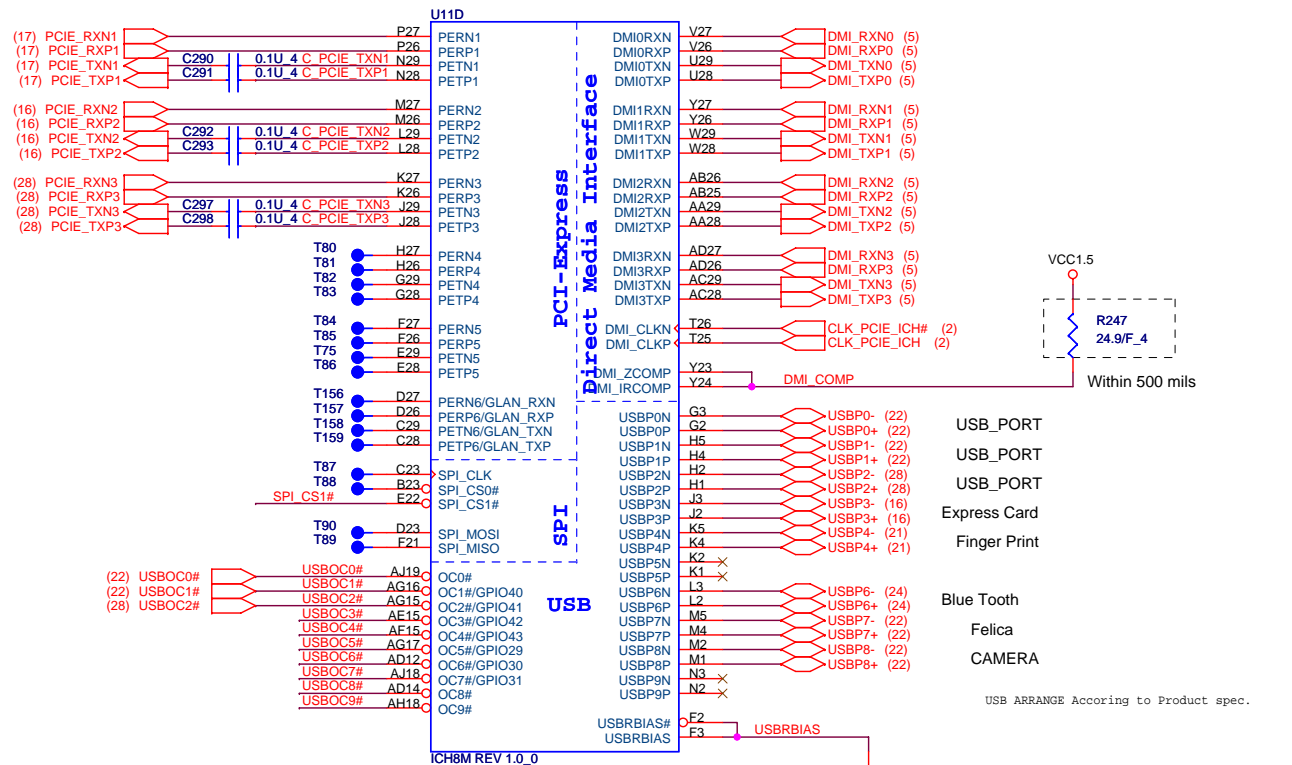 U11D
(17) PCIE_RXN1 P27 PERN1 DMI0RXN V27 DMI_RXN0 (5)
(17) PCIE_RXP1 P26 PERP1 DMI0RXP V26 DMI_RXP0 (5)
(17) PCIE_TXN1 C290 0.1U_4 C_PCIE_TXN1 N29 PETN1 DMI0TXN U29 DMI_TXN0 (5)
(17) PCIE_TXP1 C291 0.1U_4 C_PCIE_TXP1 N28 PETP1 DMI0TXP U28 DMI_TXP0 (5)
(16) PCIE_RXN2 M27 PERN2 DMI1RXN Y27 DMI_RXN1 (5)
(16) PCIE_RXP2 M26 PERP2 DMI1RXP Y26 DMI_RXP1 (5)
(16) PCIE_TXN2 C292 0.1U_4 C_PCIE_TXN2 L29 PETN2 DMI1TXN W29 DMI_TXN1 (5)
(16) PCIE_TXP2 C293 0.1U_4 C_PCIE_TXP2 L28 PETP2 DMI1TXP W28 DMI_TXP1 (5)
(28) PCIE_RXN3 K27 PERN3 DMI2RXN AB26 DMI_RXN2 (5)
(28) PCIE_RXP3 K26 PERP3 DMI2RXP AB25 DMI_RXP2 (5)
(28) PCIE_TXN3 C297 0.1U_4 C_PCIE_TXN3 J29 PETN3 DMI2TXN AA29 DMI_TXN2 (5)
(28) PCIE_TXP3 C298 0.1U_4 C_PCIE_TXP3 J28 PETP3 DMI2TXP AA28 DMI_TXP2 (5)
T80 H27 PERN4 DMI3RXN AD27 DMI_RXN3 (5)
T81 H26 PERP4 DMI3RXP AD26 DMI_RXP3 (5)
T82 G29 PETN4 DMI3TXN AC29 DMI_TXN3 (5)
T83 G28 PETP4 DMI3TXP AC28 DMI_TXP3 (5)
VCC1.5
PCI-Express
Direct Media Interface
T84 F27 PERN5 DMI_CLKN T26 CLK_PCIE_ICH# (2)
T85 F26 PERP5 DMI_CLKP T25 CLK_PCIE_ICH (2)
R247
24.9/F_4
T75 E29 PETN5
T86 E28 PETP5 DMI_ZCOMP Y23
DMI_IRCOMP Y24 DMI_COMP
Within 500 mils
T156 D27 PERN6/GLAN_RXN
T157 D26 PERP6/GLAN_RXP USBP0N G3 USBP0- (22)
T158 C29 PETN6/GLAN_TXN USBP0P G2 USBP0+ (22) USB_PORT
T159 C28 PETP6/GLAN_TXP USBP1N H5 USBP1- (22)
USBP1P H4 USBP1+ (22) USB_PORT
T87 C23 SPI_CLK USBP2N H2 USBP2- (28)
T88 B23 SPI_CS0# USBP2P H1 USBP2+ (28) USB_PORT
SPI_CS1# E22 SPI_CS1# USBP3N J3 USBP3- (16)
USBP3P J2 USBP3+ (16) Express Card
T90 D23 SPI_MOSI USBP4N K5 USBP4- (21)
T89 F21 SPI_MISO USBP4P K4 USBP4+ (21) Finger Print
SPI
USBP5N K2
(22) USBOC0# USBOC0# AJ19 OC0# USBP5P K1
(22) USBOC1# USBOC1# AG16 OC1#/GPIO40 USBP6N L3 USBP6- (24)
(28) USBOC2# USBOC2# AG15 OC2#/GPIO41 USB USBP6P L2 USBP6+ (24) Blue Tooth
USBOC3# AE15 OC3#/GPIO42 USBP7N M5 USBP7- (22)
USBOC4# AF15 OC4#/GPIO43 USBP7P M4 USBP7+ (22) Felica
USBOC5# AG17 OC5#/GPIO29 USBP8N M2 USBP8- (22)
USBOC6# AD12 OC6#/GPIO30 USBP8P M1 USBP8+ (22) CAMERA
USBOC7# AJ18 OC7#/GPIO31 USBP9N N3
USBOC8# AD14 OC8# USBP9P N2
USBOC9# AH18 OC9#
USB ARRANGE Accoring to Product spec.
USBRBIAS# F2
USBRBIAS F3 USBRBIAS
ICH8M REV 1.0_0